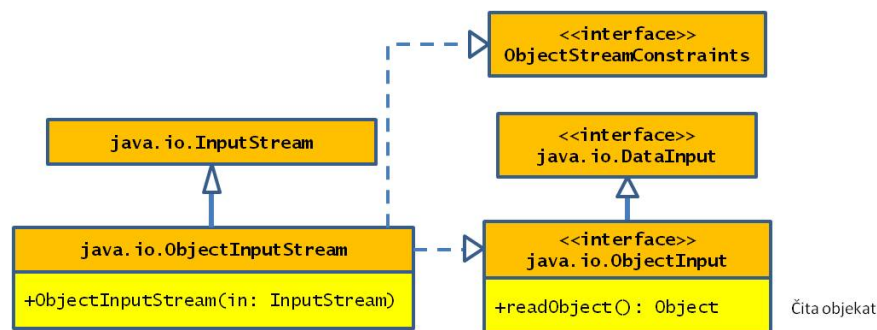 <<interface>>
ObjectStreamConstraints
java.io.InputStream
<<interface>>
java.io.DataInput
java.io.ObjectInputStream
+ObjectInputStream(in: InputStream)
<<interface>>
java.io.ObjectInput
+readObject(): Object
Čita objekat